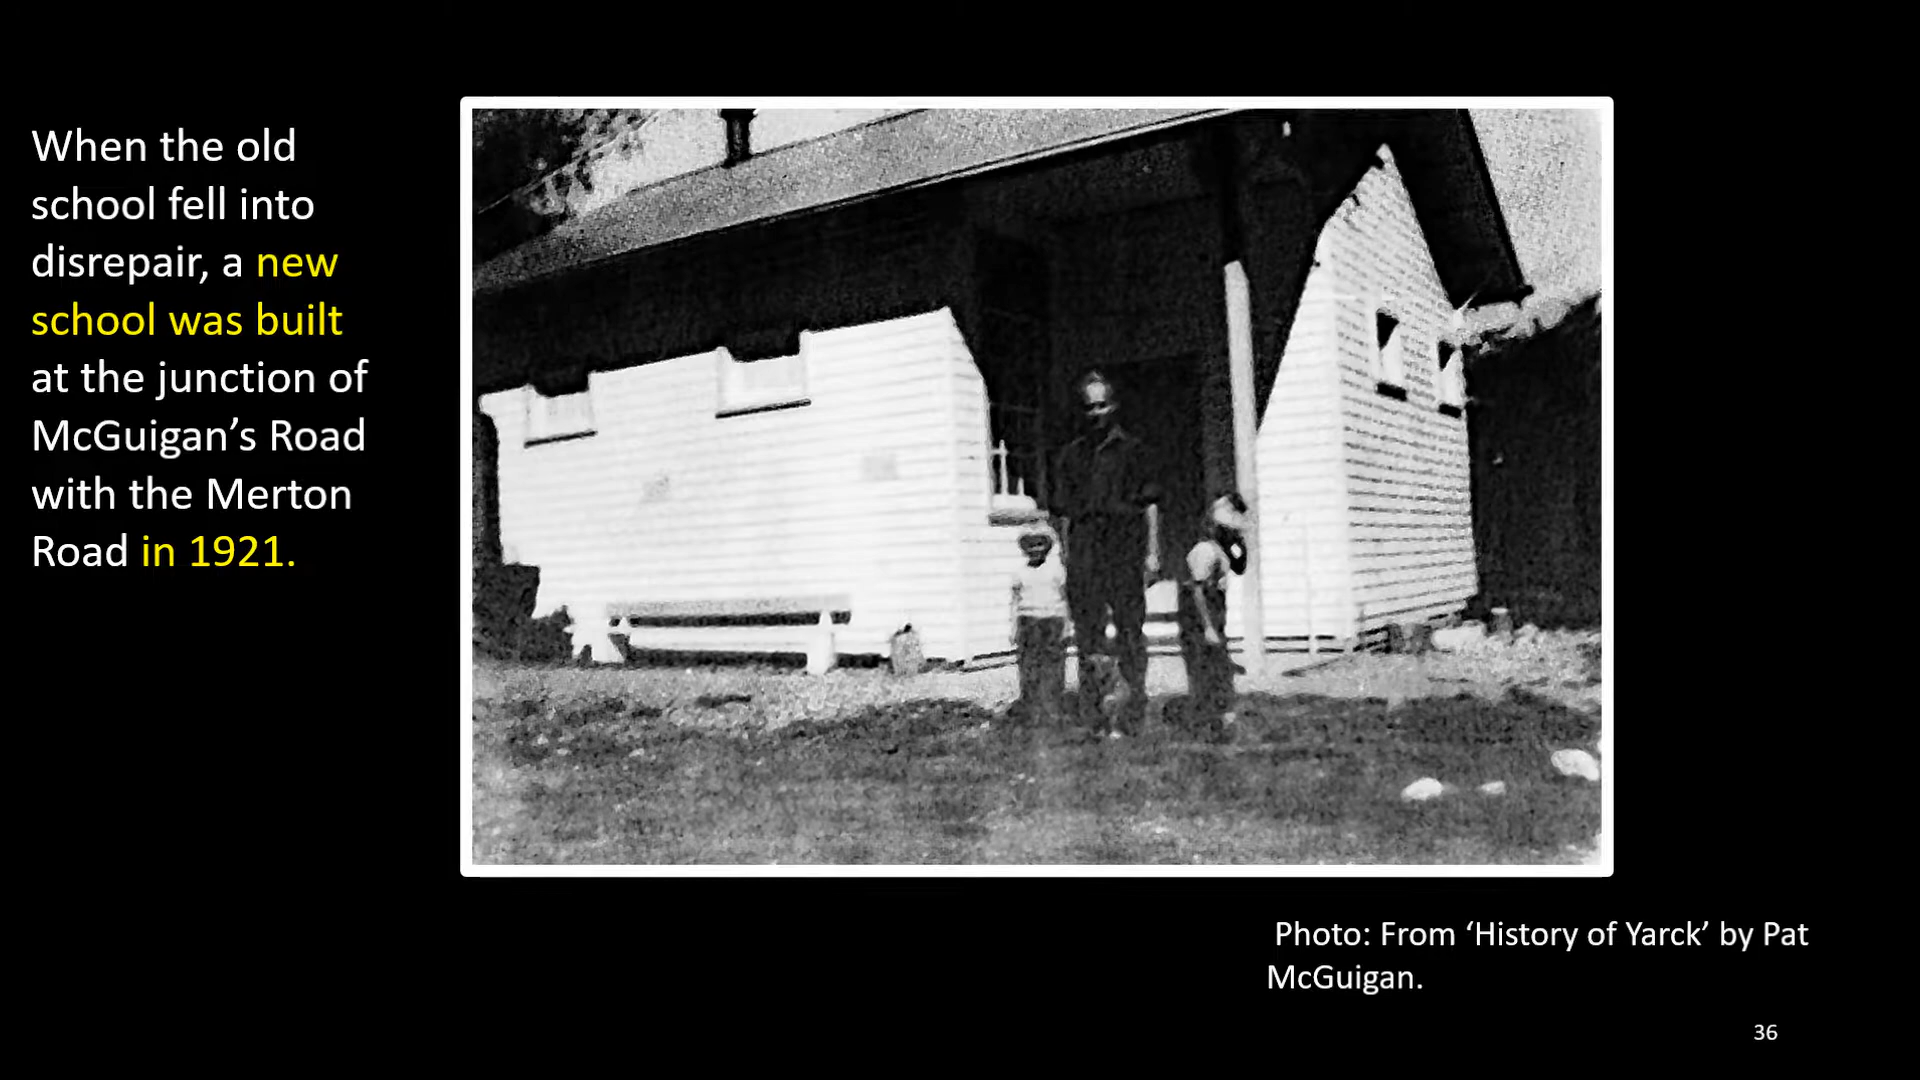 When the old
school fell into
disrepair, a new
school was built
at the junction of
McGuigan’s Road
with the Merton
Road in 1921.
Photo: From ‘History of Yarck’ by Pat
McGuigan.
36